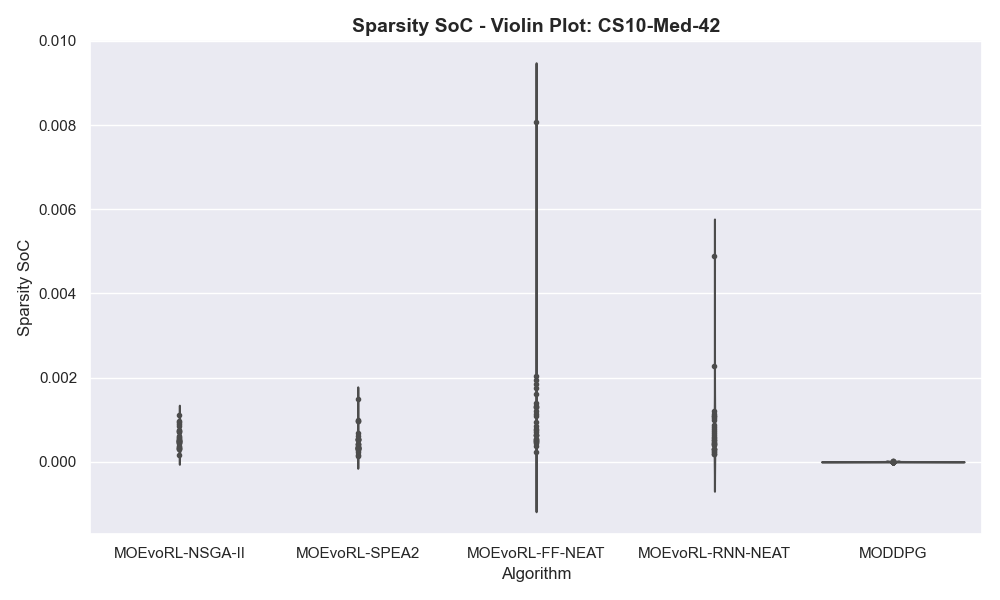 Sparsity SoC - Violin Plot: CS10-Med-42
0.010
0.008
0.006
0.004
0.002
0.000
Sparsity SoC
MOEvoRL-NSGA-II
MOEvoRL-SPEA2
MOEvoRL-FF-NEAT
MOEvoRL-RNN-NEAT
MODDPG
Algorithm